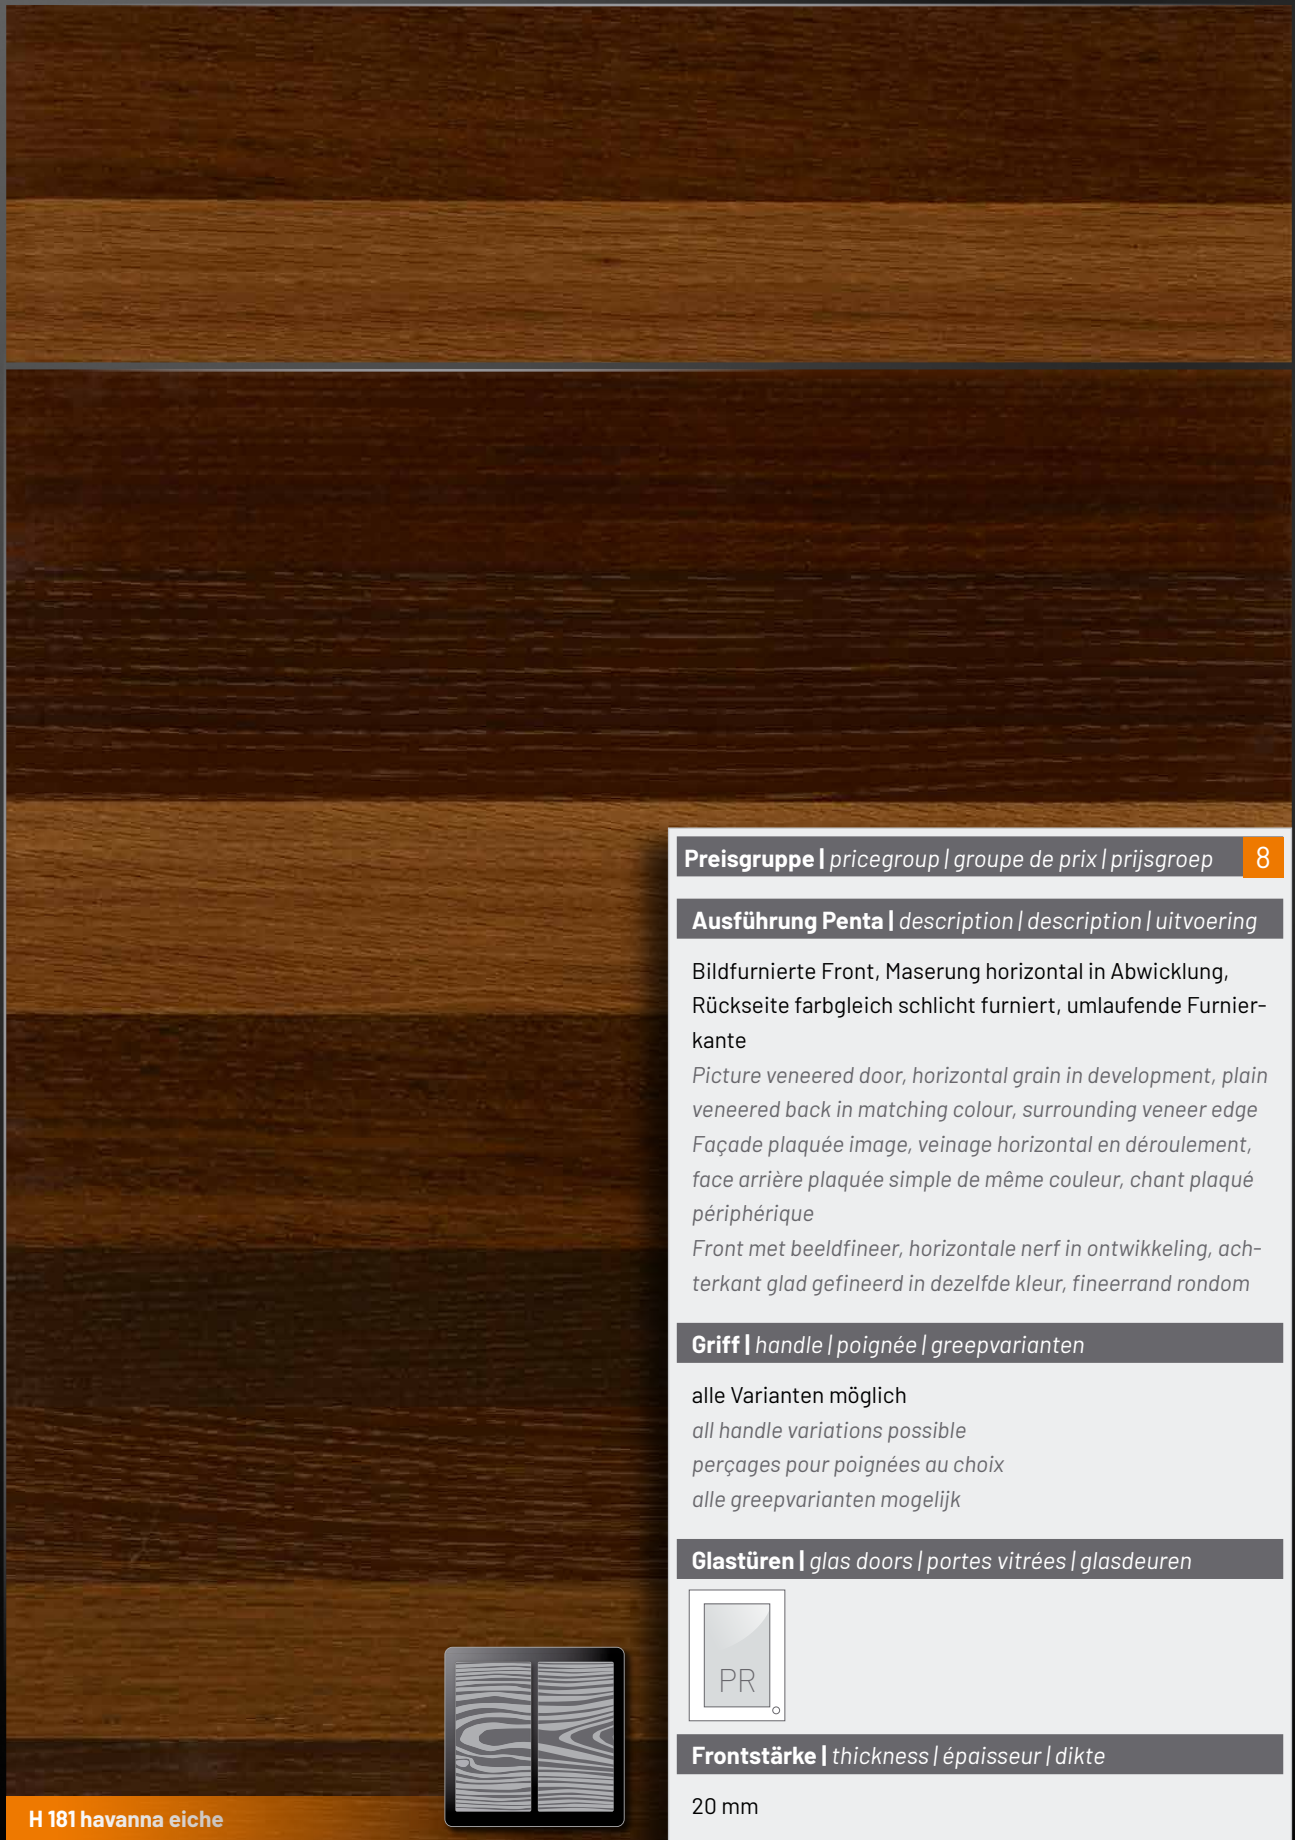 Preisgruppe | pricegroup | groupe de prix | prijsgroep 8
Ausführung Penta | description | description | uitvoering
Bildfurnierte Front, Maserung horizontal in Abwicklung,
Rückseite farbgleich schlicht furniert, umlaufende Furnier-
kante
Picture veneered door, horizontal grain in development, plain
veneered back in matching colour, surrounding veneer edge
Façade plaquée image, veinage horizontal en déroulement,
face arrière plaquée simple de même couleur, chant plaqué
périphérique
Front met beeldfineer, horizontale nerf in ontwikkeling, ach-
terkant glad gefineerd in dezelfde kleur, fineerrand rondom
Griff | handle | poignée | greepvarianten
alle Varianten möglich
all handle variations possible
perçages pour poignées au choix
alle greepvarianten mogelijk
Glastüren | glas doors | portes vitrées | glasdeuren
PR
Frontstärke | thickness | épaisseur | dikte
20 mm
H 181 havanna eiche